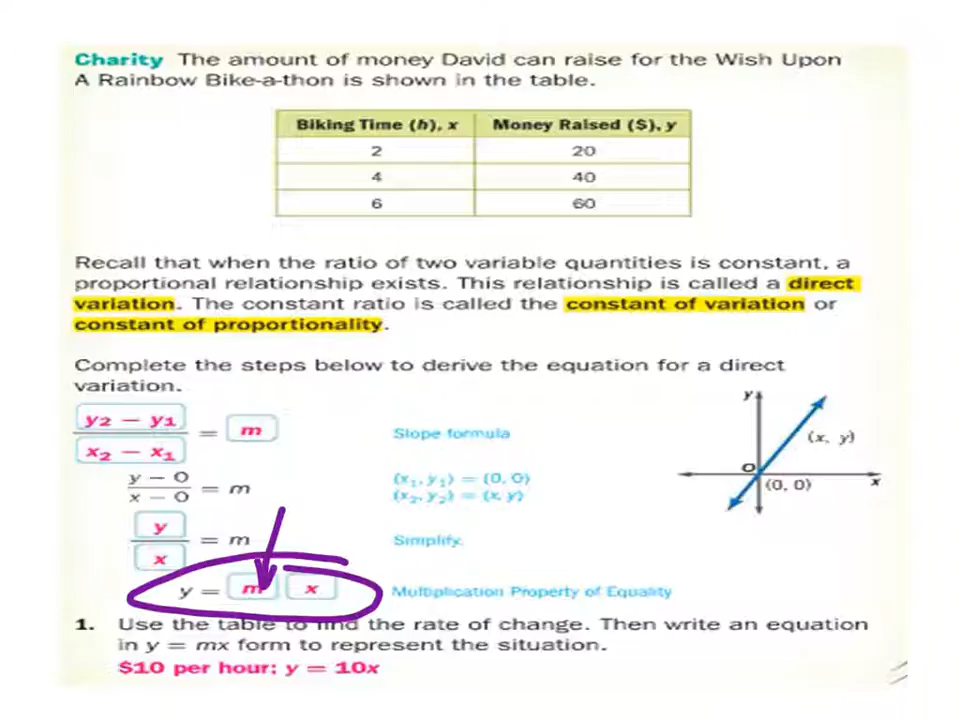 Charity The amount of money David can raise for the Wish Upon
A Rainbow Bike-a-thon is shown in the table.
Biking Time (h), x Money Raised ($), y
2 20
4 40
6 60
Recall that when the ratio of two variable quantities is constant, a
proportional relationship exists. This relationship is called a direct
variation. The constant ratio is called the constant of variation or
constant of proportionality.
Complete the steps below to derive the equation for a direct
variation.
y2 − y1
x2 − x1
= m Slope formula
y − 0
x − 0
= m
(x1, y1) = (0, 0)
(x2, y2) = (x, y)
y
x
= m Simplify.
y = m x Multiplication Property of Equality
y
(x, y)
O
(0, 0)
x
1. Use the table to find the rate of change. Then write an equation
in y = mx form to represent the situation.
$10 per hour; y = 10x